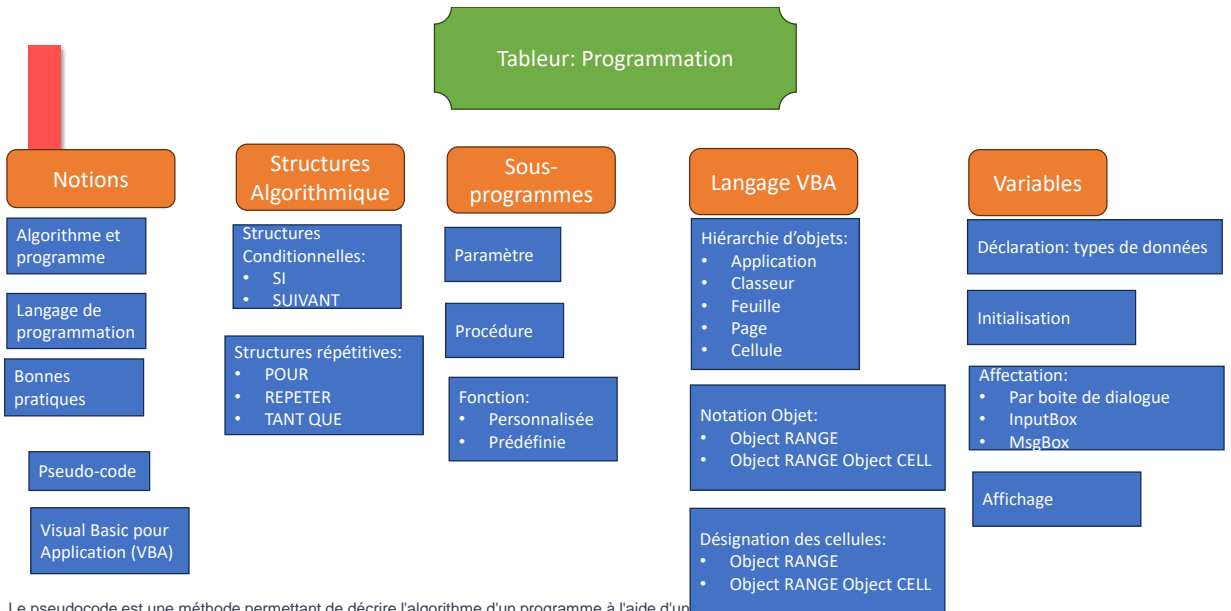 Tableur: Programmation
Notions
Algorithme et
programme
Langage de
programmation
Bonnes
pratiques
Pseudo-code
Visual Basic pour
Application (VBA)
Structures
Algorithmique
Structures
Conditionnelles:
• SI
• SUIVANT
Structures répétitives:
• POUR
• REPETER
• TANT QUE
Sous-
programmes
Paramètre
Procédure
Fonction:
• Personnalisée
• Prédéfinie
Langage VBA
Hiérarchie d'objets:
• Application
• Classeur
• Feuille
• Page
• Cellule
Notation Objet:
• Object RANGE
• Object RANGE Object CELL
Désignation des cellules:
• Object RANGE
• Object RANGE Object CELL
Variables
Déclaration: types de données
Initialisation
Affectation:
• Par boite de dialogue
• InputBox
• MsgBox
Affichage
Le pseudocode est une méthode permettant de décrire l'algorithme d'un programme à l'aide d'un